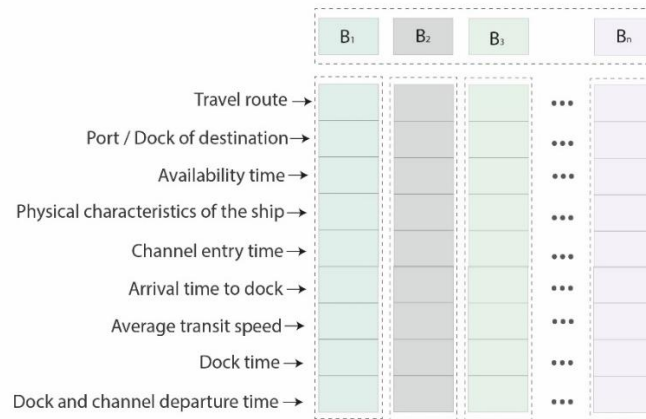 B₁ B₂ B₃ Bₙ
Travel route
Port / Dock of destination
Availability time
Physical characteristics of the ship
Channel entry time
Arrival time to dock
Average transit speed
Dock time
Dock and channel departure time